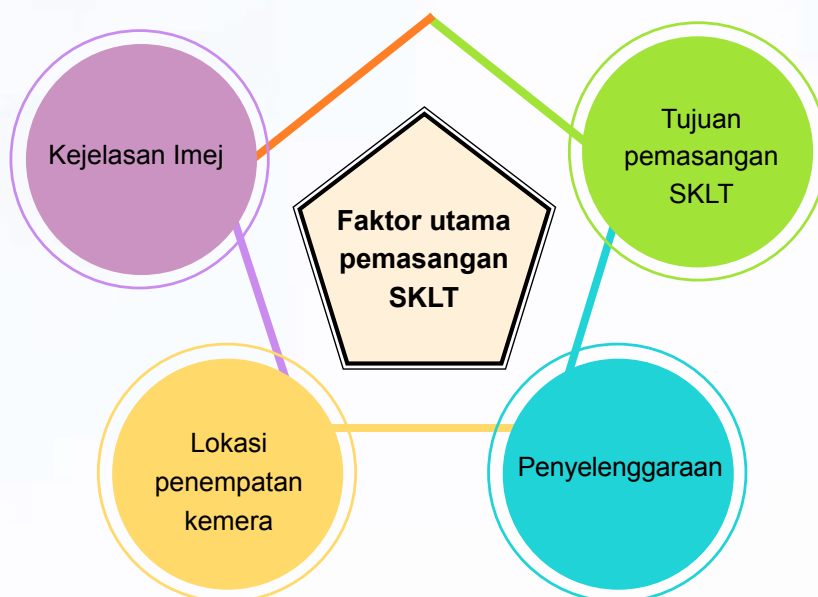 Faktor utama
pemasangan
SKLT
Kejelasan Imej
Tujuan
pemasangan
SKLT
Lokasi
penempatan
kemera
Penyelenggaraan